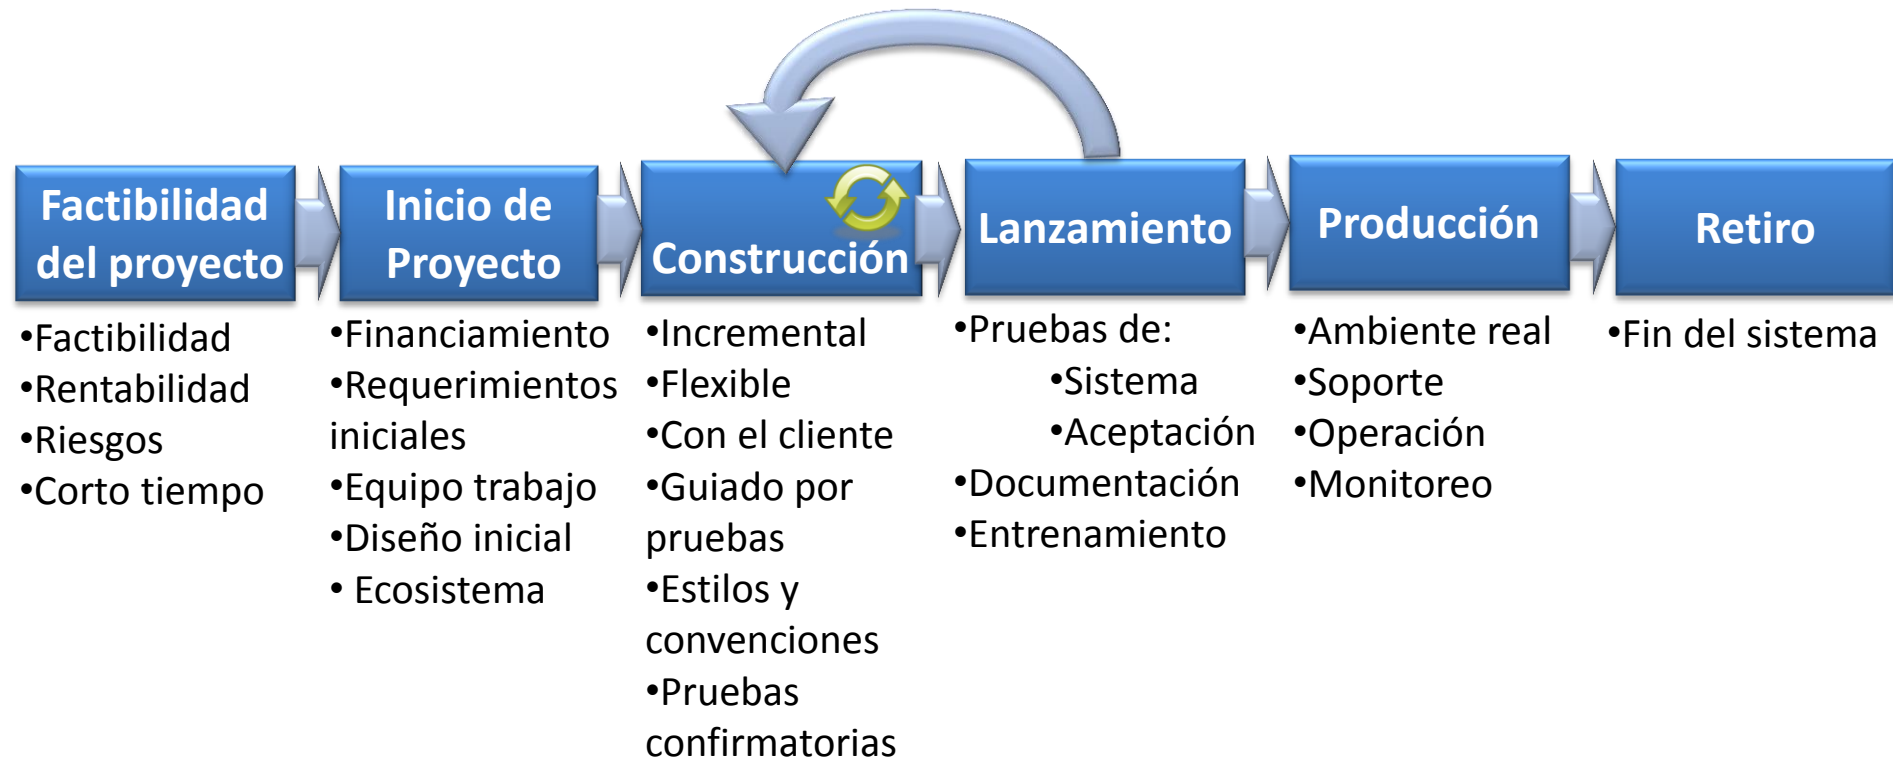 Factibilidad
del proyecto
•Factibilidad
•Rentabilidad
•Riesgos
•Corto tiempo
Inicio de
Proyecto
•Financiamiento
•Requerimientos
iniciales
•Equipo trabajo
•Diseño inicial
• Ecosistema
Construcción
•Incremental
•Flexible
•Con el cliente
•Guiado por
pruebas
•Estilos y
convenciones
•Pruebas
confirmatorias
Lanzamiento
•Pruebas de:
•Sistema
•Aceptación
•Documentación
•Entrenamiento
Producción
•Ambiente real
•Soporte
•Operación
•Monitoreo
Retiro
•Fin del sistema